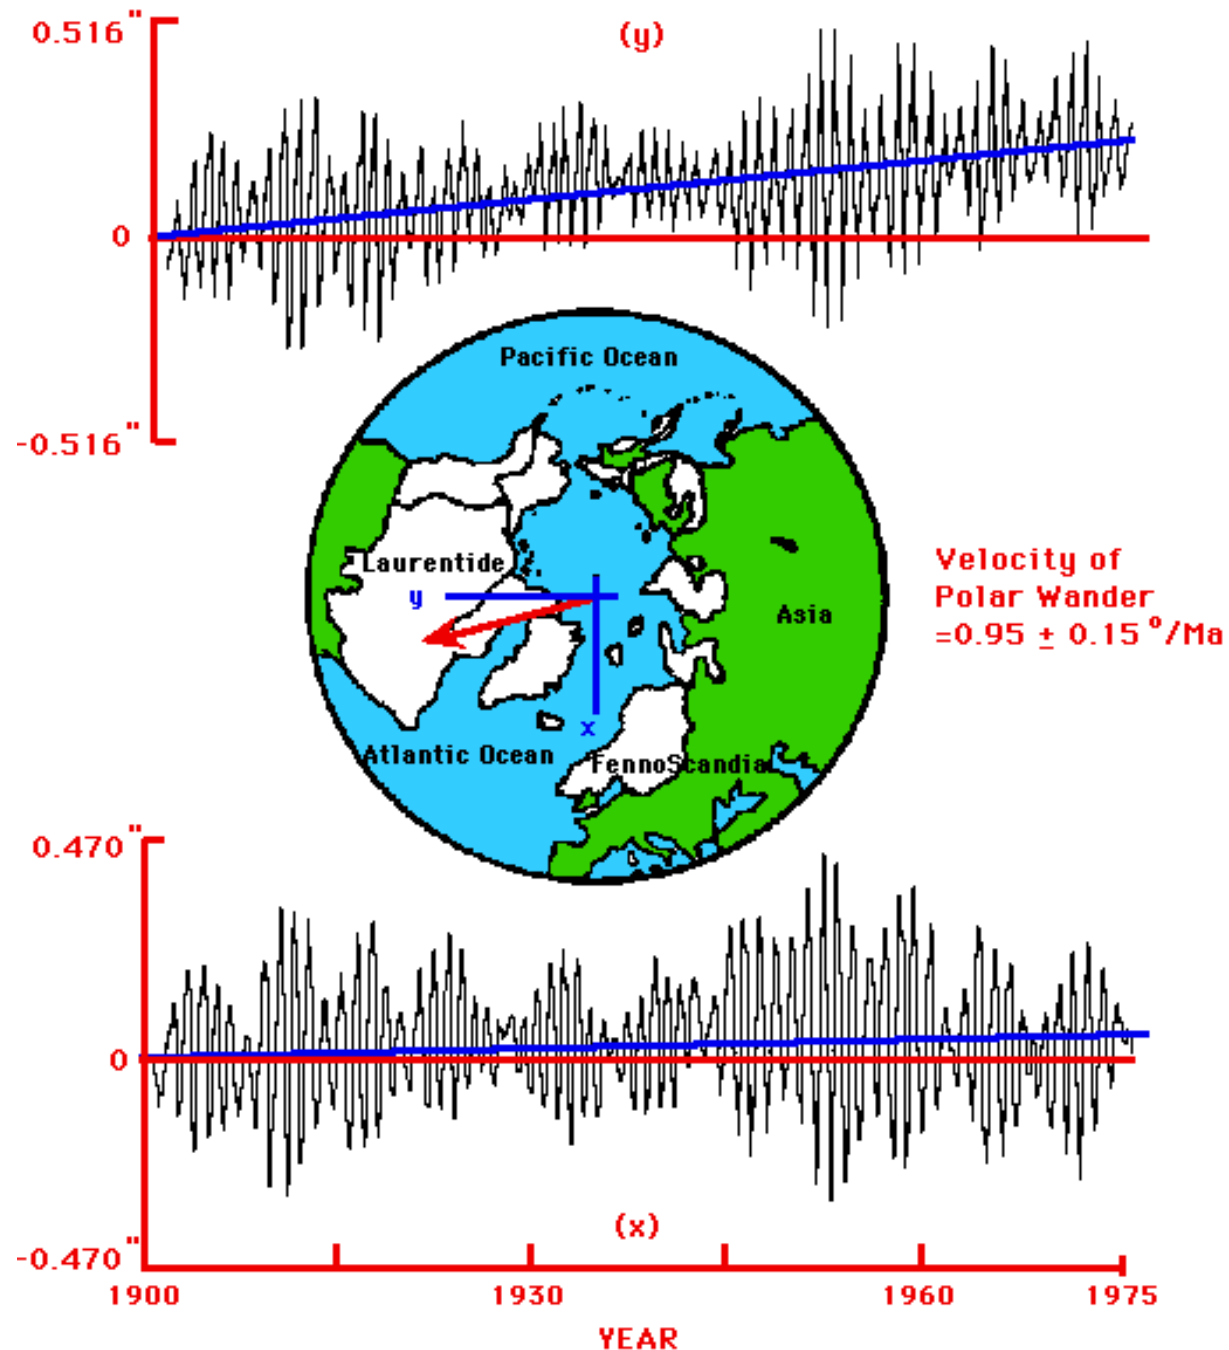 0.516"
(y)
0
-0.516"
Pacific Ocean
Laurentide
y
Asia
x
Atlantic Ocean
FennoScandia
Velocity of
Polar Wander
=0.95 ± 0.15°/Ma
0.470"
0
(x)
-0.470"
1900 1930 1960 1975
YEAR